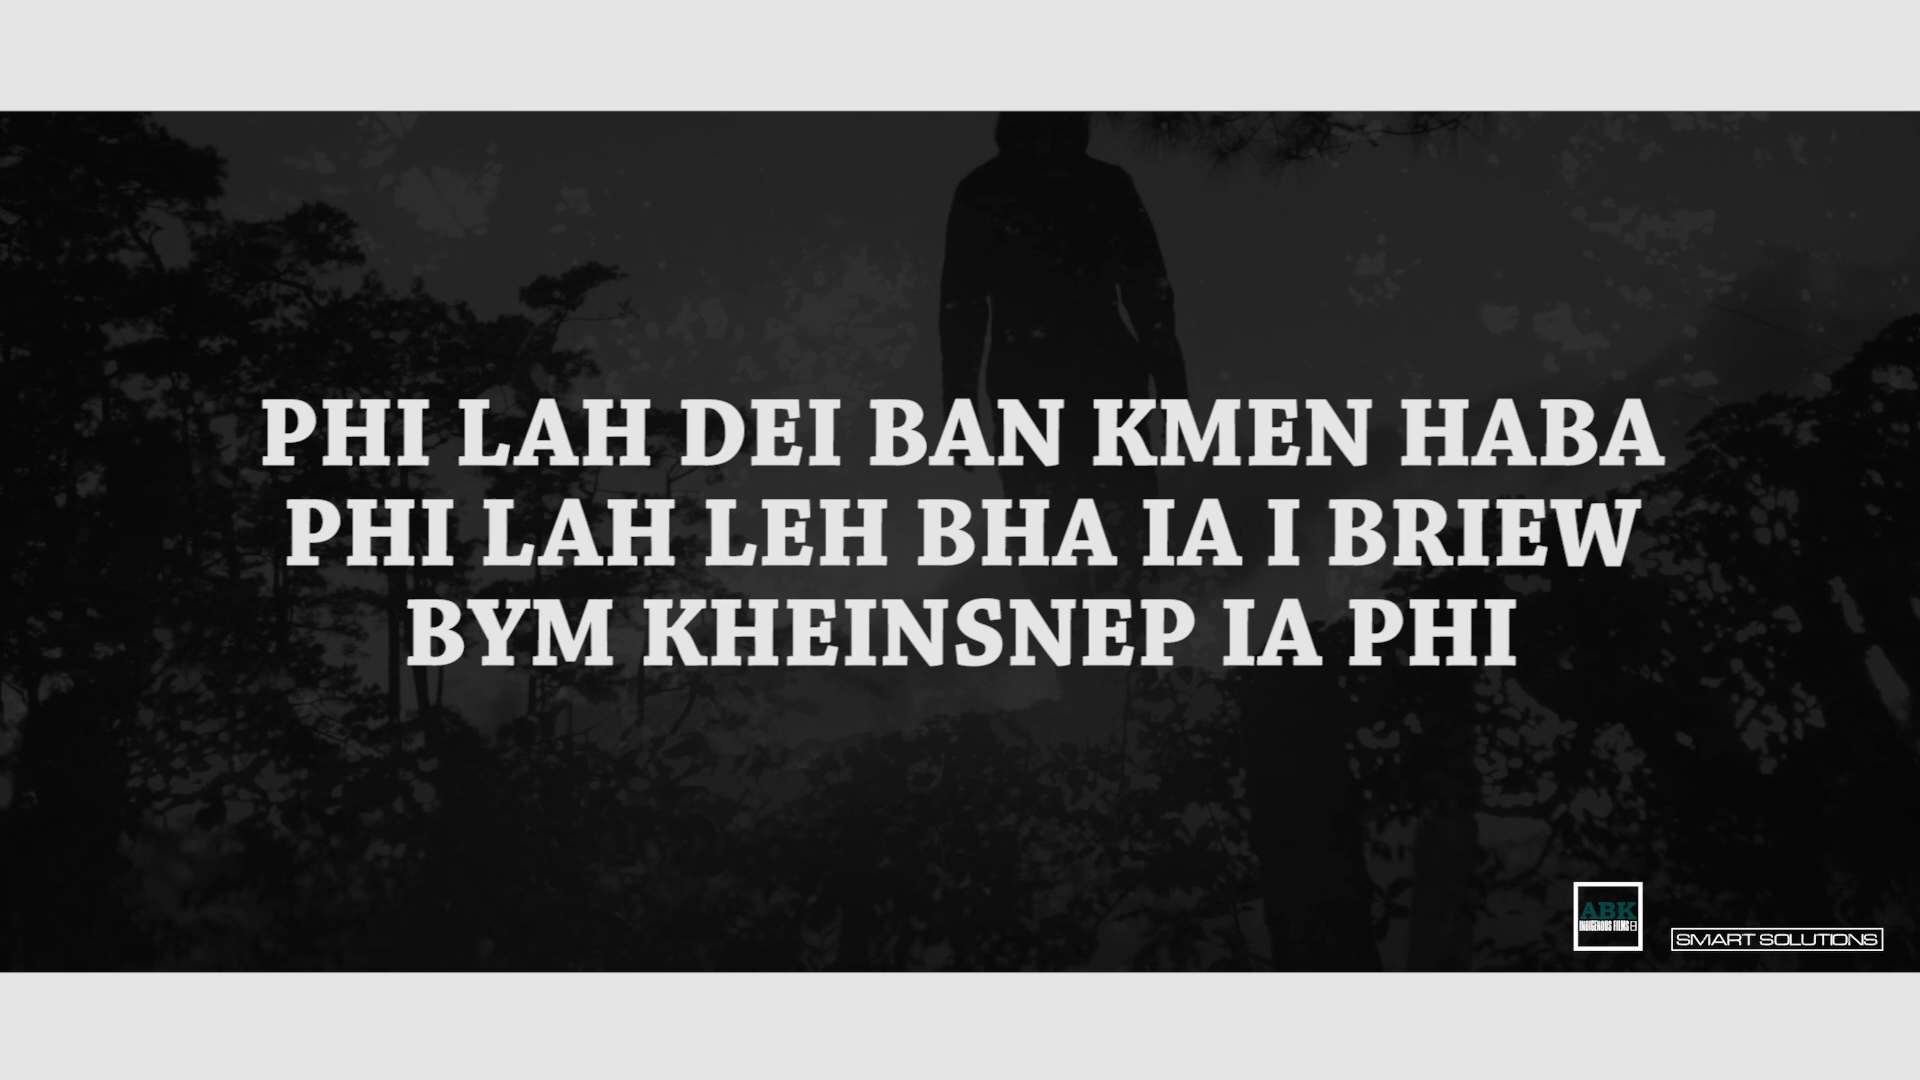 PHI LAH DEI BAN KMEN HABA
PHI LAH LEH BHA IA I BRIEW
BYM KHEINSNEP IA PHI
ABK
INDIGENOUS FILMS
SMART SOLUTIONS